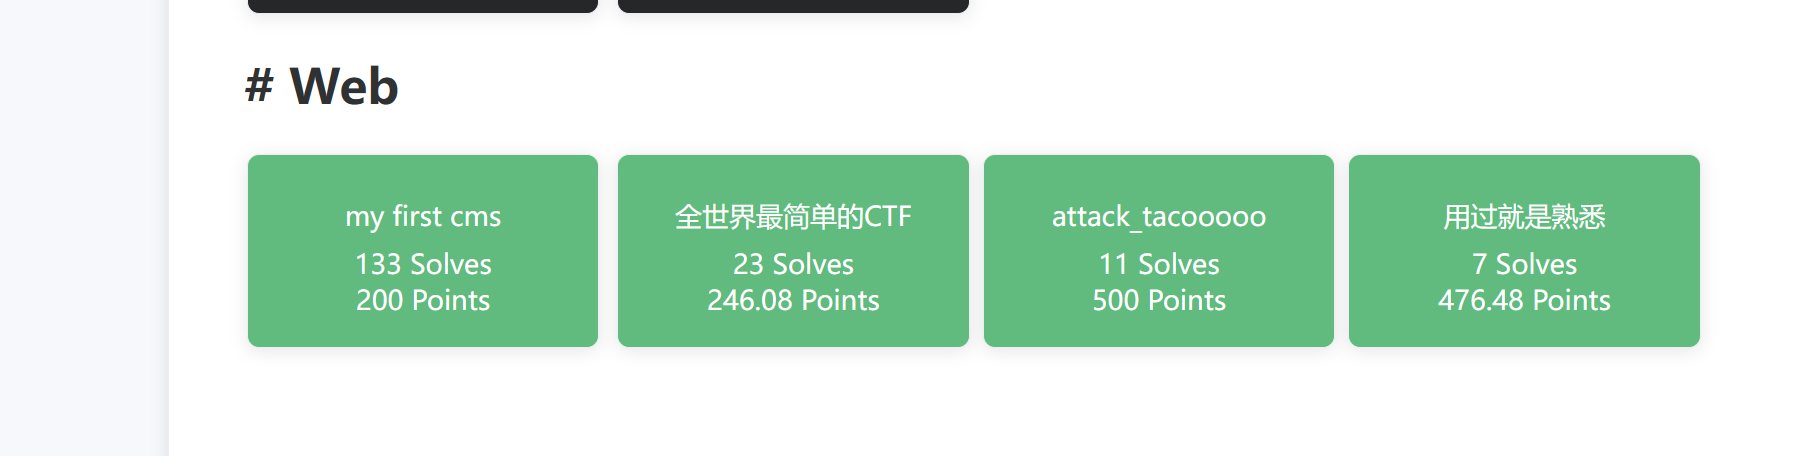 # Web
my first cms
133 Solves
200 Points
全世界最简单的CTF
23 Solves
246.08 Points
attack_tacooooo
11 Solves
500 Points
用过就是熟悉
7 Solves
476.48 Points